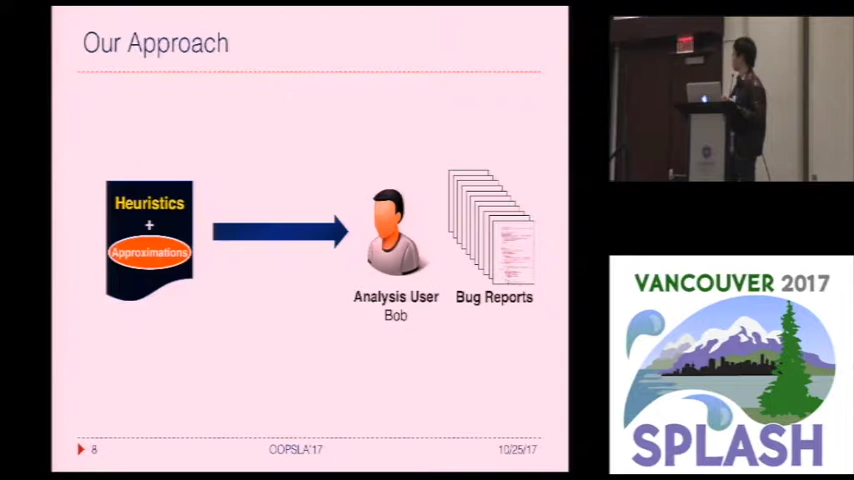 Our Approach
Heuristics
+
Approximations
Analysis User
Bob
Bug Reports
8
OOPSLA'17
10/25/17
VANCOUVER 2017
SPLASH